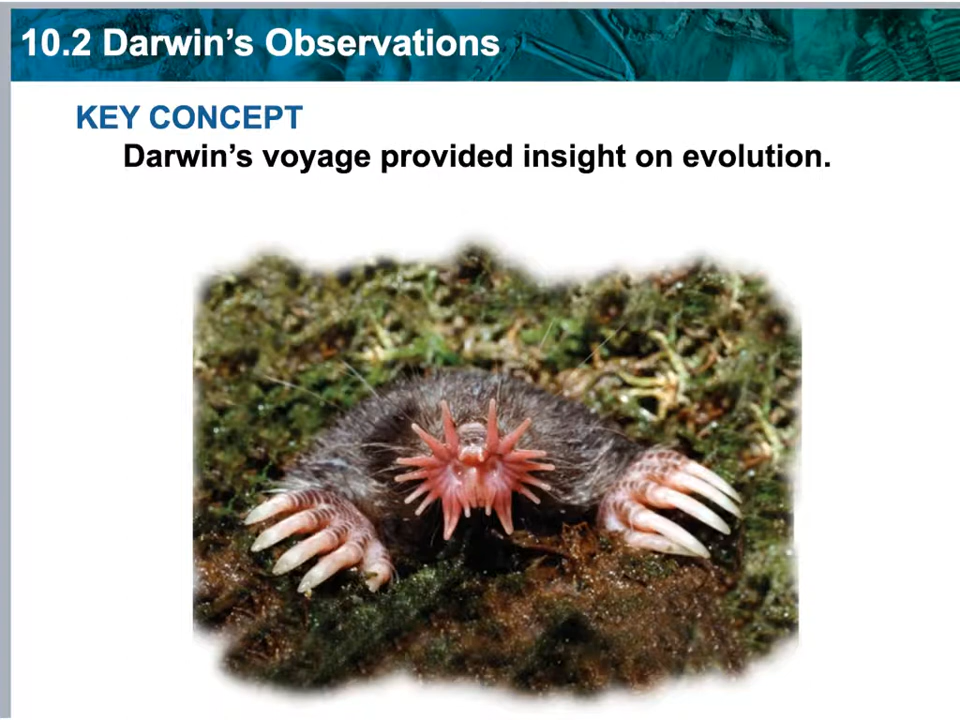 10.2 Darwin’s Observations
KEY CONCEPT
Darwin’s voyage provided insight on evolution.